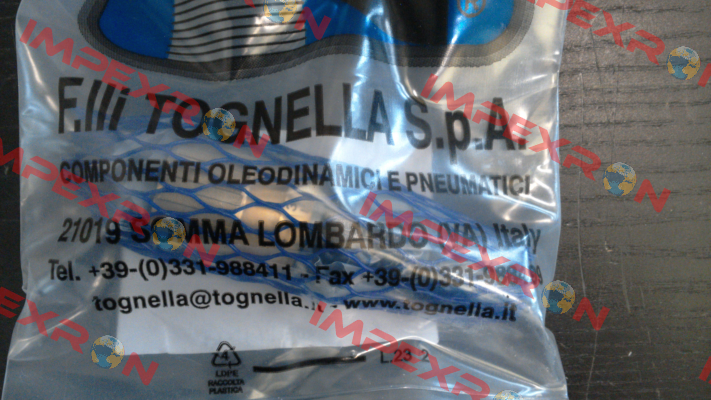 F.lli TOGNELLA S.p.A.
COMPONENTI OLEODINAMICI E PNEUMATICI
21019 SOMMA LOMBARDO (VA) Italy
Tel. +39-(0)331-988411 - Fax +39-(0)331-
tognella@tognella.it - www.tognella.it
4
LDPE
RACCOLTA
PLASTICA
L.23 2
IMPEXRON